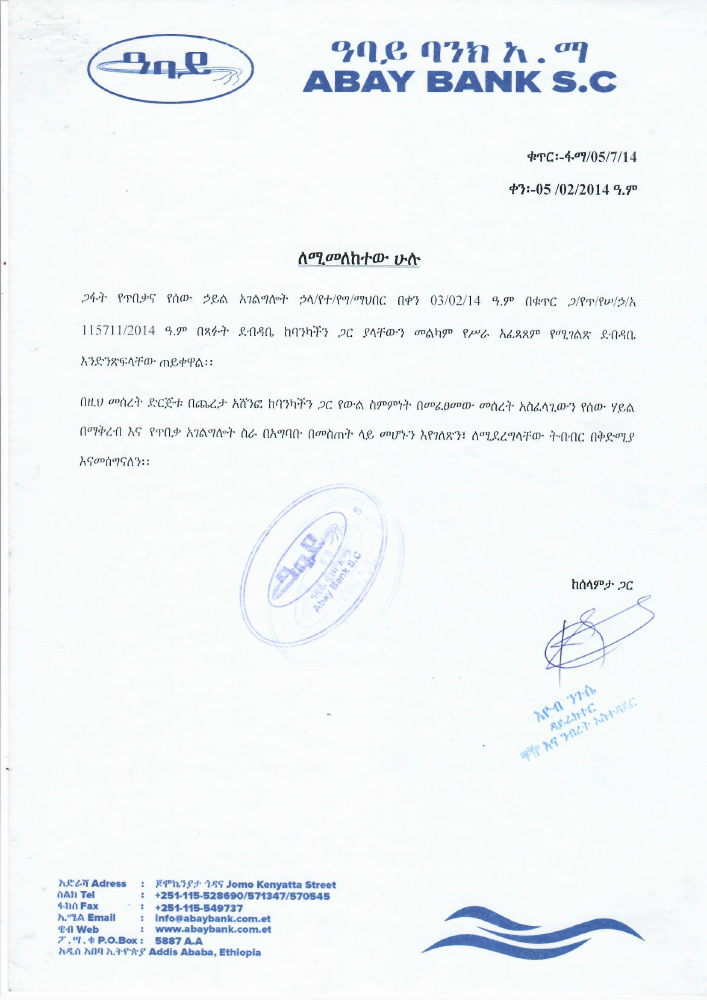 ዓባይ
ዓባይ ባንክ አ.ማ
ABAY BANK S.C
ቁጥር፡-ፋማ/05/7/14
ቀን፡-05 /02/2014 ዓ.ም
ለሚመለከተው ሁሉ
ጋፋት የጥበቃና የሰው ኃይል አገልግሎት ኃላ/የተ/የግ/ማህበር በቀን 03/02/14 ዓ.ም በቁጥር ጋ/የጥ/የሠ/ኃ/አ
115711/2014 ዓ.ም በጻፉት ደብዳቤ ከባንካችን ጋር ያላቸውን መልካም የሥራ አፈጻጸም የሚገልጽ ደብዳቤ
እንድንጽፍላቸው ጠይቀዋል፡፡
በዚህ መሰረት ድርጅቱ በጨረታ አሸንፎ ከባንካችን ጋር የውል ስምምነት በመፈፀመው መሰረት አስፈላጊውን የሰው ሃይል
በማቅረብ እና የጥበቃ አገልግሎት ስራ በአግባቡ በመስጠት ላይ መሆኑን እየገለጽን፣ ለሚደረግላቸው ትብብር በቅድሚያ
እናመሰግናለን፡፡
ዓባይ
ዓባይ ባንክ አ.ማ
Abay Bank S.C
5
ከሰላምታ ጋር
እዮብ ንጉሴ
ዳይሬክተር
እና ንብረት አስተዳደር
አድራሻ Adress : ጆሞኬንያታ ጎዳና Jomo Kenyatta Street
ስልክ Tel : +251-115-528690/571347/570545
ፋክስ Fax : +251-115-549737
ኢሜል Email : info@abaybank.com.et
ዌብ Web : www.abaybank.com.et
ፖ.ሣ.ቁ P.O.Box : 5887 A.A
አዲስ አበባ ኢትዮጵያ Addis Ababa, Ethiopia